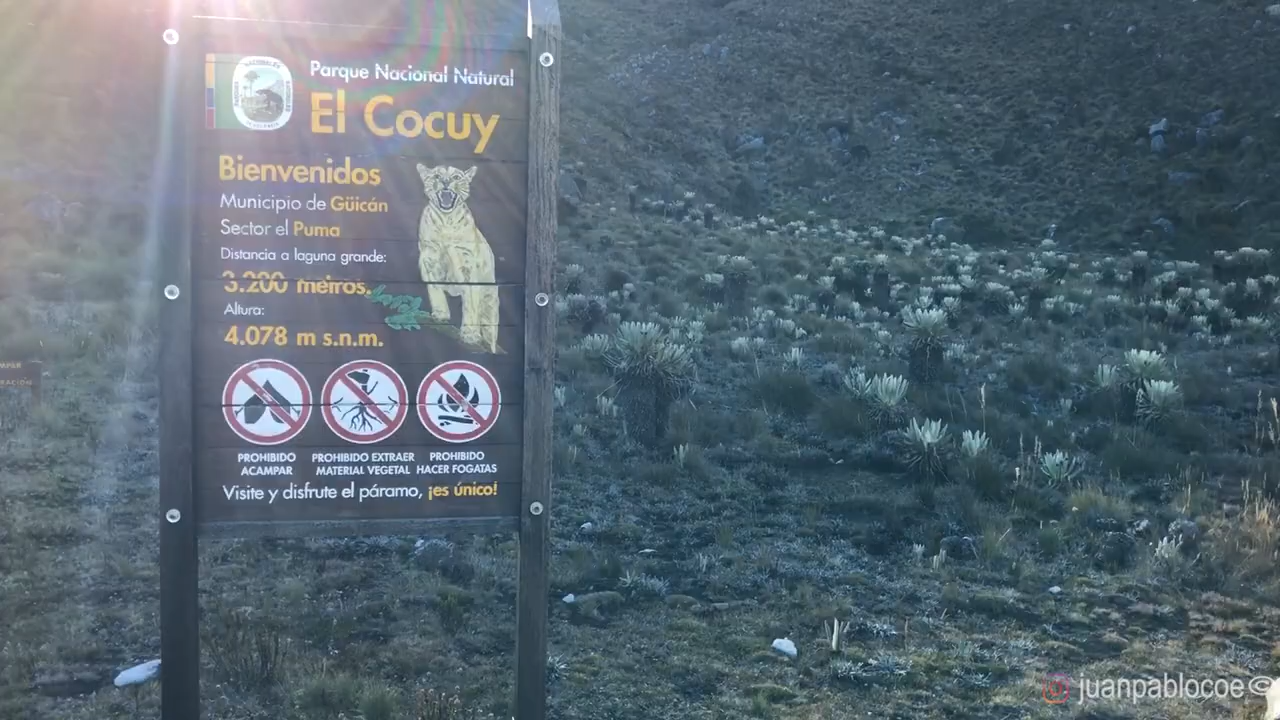 Parque Nacional Natural
El Cocuy
Bienvenidos
Municipio de Güicán
Sector el Puma
Distancia a laguna grande:
3.200 metros.
Altura:
4.078 m s.n.m.
PROHIBIDO ACAMPAR
PROHIBIDO EXTRAER MATERIAL VEGETAL
PROHIBIDO HACER FOGATAS
Visite y disfrute el páramo, ¡es único!
juanpablocoe